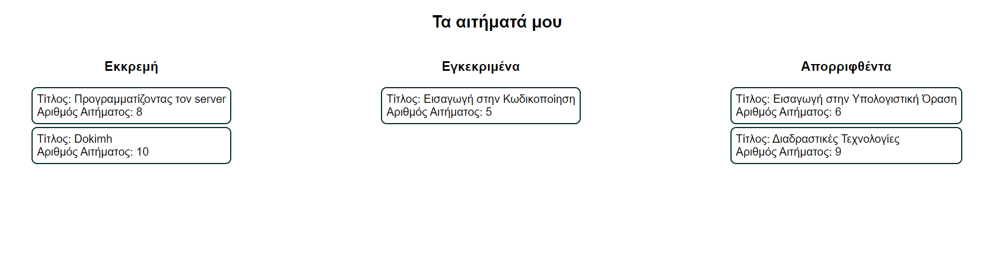 Τα αιτήματά μου
Εκκρεμή
Τίτλος: Προγραμματίζοντας τον server
Αριθμός Αιτήματος: 8
Τίτλος: Dokimh
Αριθμός Αιτήματος: 10
Εγκεκριμένα
Τίτλος: Εισαγωγή στην Κωδικοποίηση
Αριθμός Αιτήματος: 5
Απορριφθέντα
Τίτλος: Εισαγωγή στην Υπολογιστική Όραση
Αριθμός Αιτήματος: 6
Τίτλος: Διαδραστικές Τεχνολογίες
Αριθμός Αιτήματος: 9